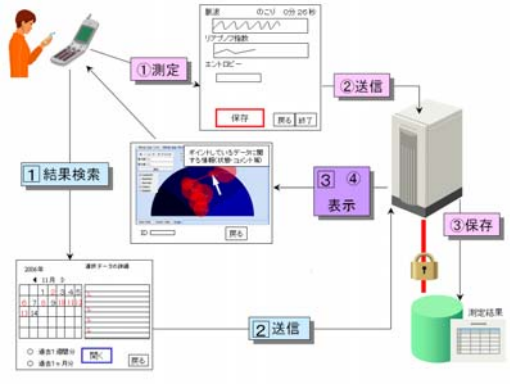 脈波 のこり 0分26秒
リアプノフ指数
エントロピー
保存
戻る
終了
①測定
②送信
ポイントしているデータに関
する情報(状態・コメント等)
ID
戻る
3 ④
表示
1 結果検索
③保存
測定結果
2006年
選択データの詳細
11月
1 2 3 4 5
6 7 8 9 10 11 12
13 14
過去1週間分
過去1ヶ月分
開く
戻る
2 送信